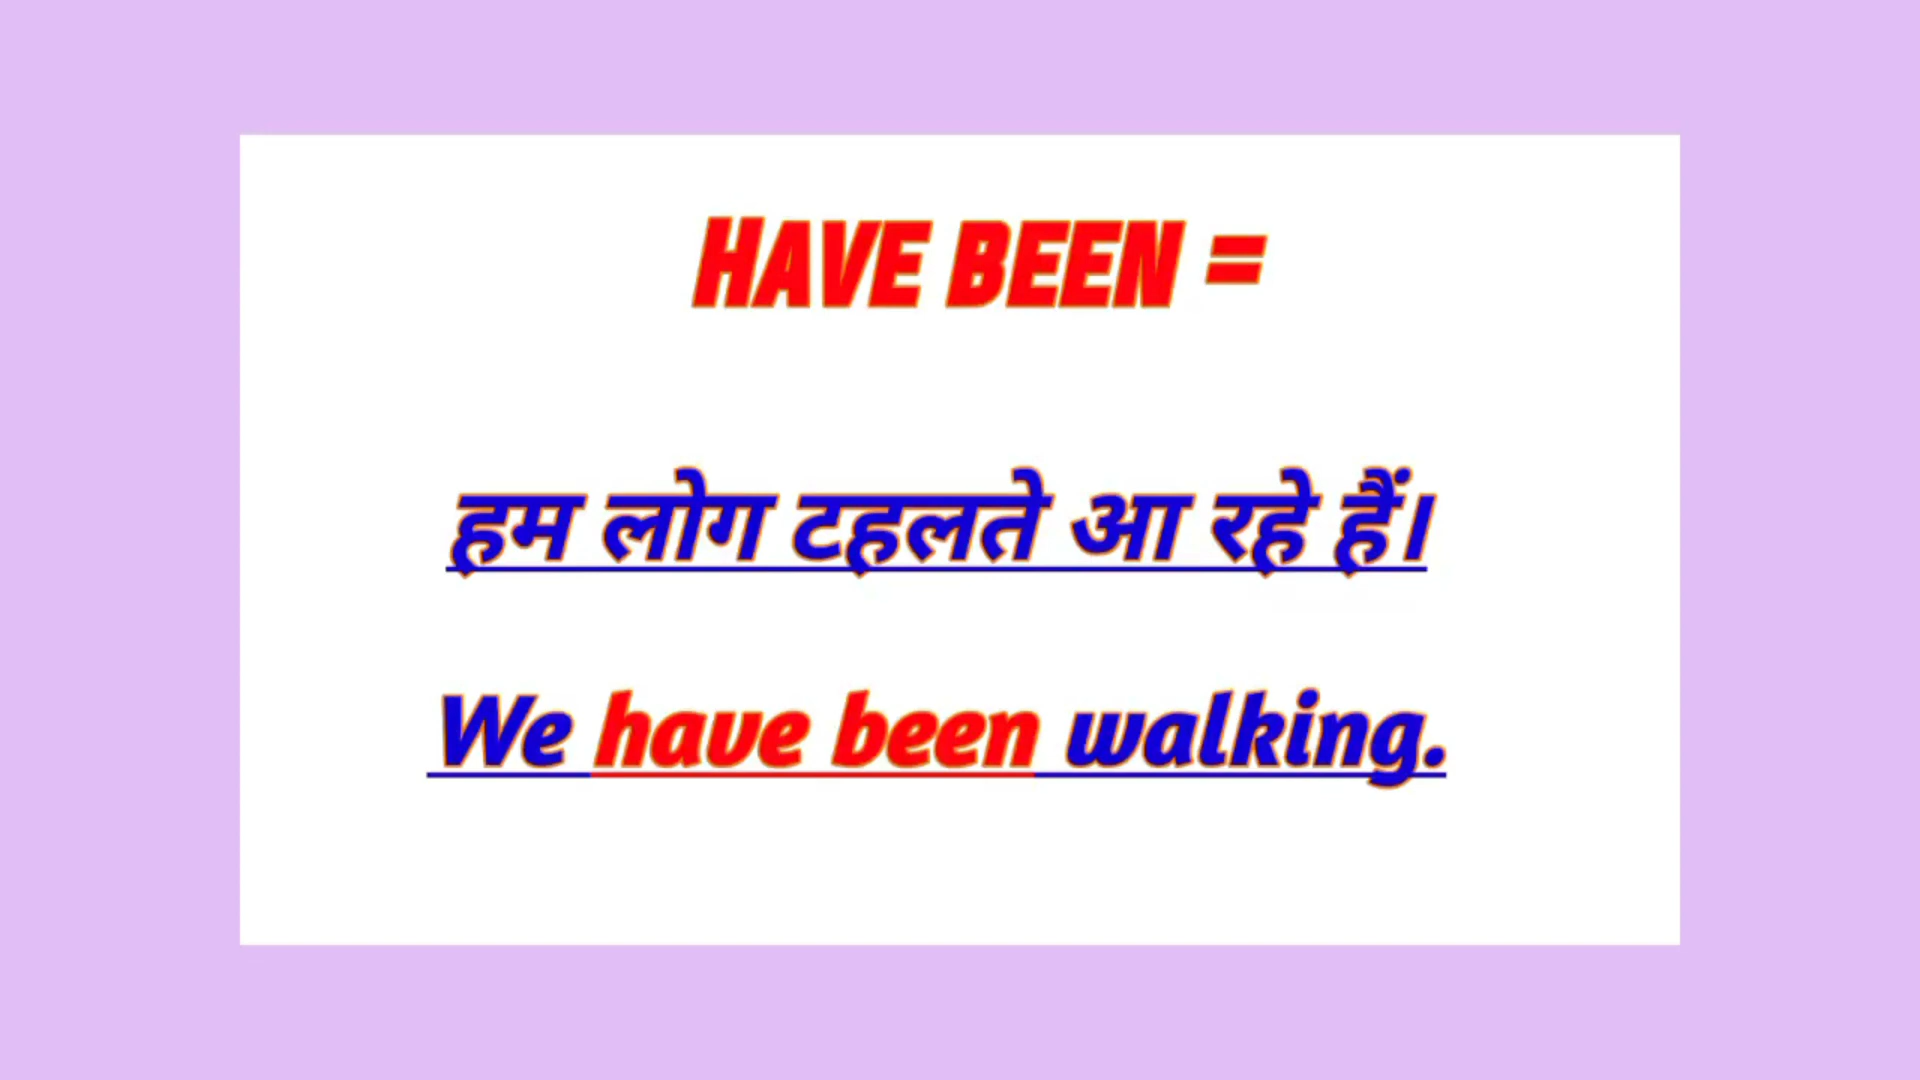 HAVE BEEN =
हम लोग टहलते आ रहे हैं।
We have been walking.